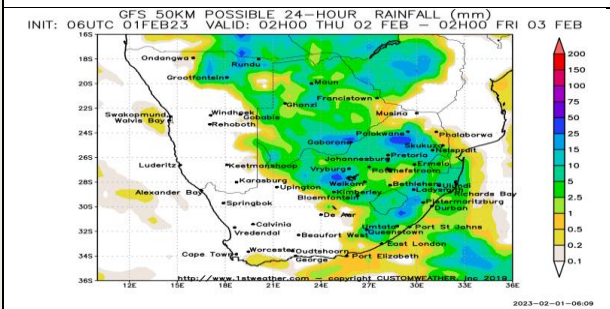 GFS 50KM POSSIBLE 24-HOUR RAINFALL (mm)
INIT: 06UTC 01FEB23 VALID: 02H00 THU 02 FEB - 02H00 FRI 03 FEB
16S
Ondangwa
Rundu
18S
Grootfontein
20S
Maun
Ghanzi
Francistown
22S
Swakopmund
Walvis Bay
Windhoek
Gobabis
Rehoboth
Musina
24S
Polokwane
Phalaborwa
Gaborone
Skukuza
Nelspruit
26S
Pretoria
Johannesburg
Luderitz
Keetmanshoop
Vryburg
Potchefstroom
Ermelo
Karasburg
28S
Alexander Bay
Upington
Welkom
Kimberley
Bethlehem
Ulundi
Ladysmith
Richards Bay
Springbok
Bloemfontein
Pietermaritzburg
30S
Durban
De Aar
Calvinia
Vredendal
32S
Beaufort West
Umtata
Port St Johns
Queenstown
East London
Worcester
Oudtshoorn
34S
Cape Town
George
Port Elizabeth
http://www.1stweather.com - copyright CUSTOMWEATHER, inc 2019
36S
12E 15E 18E 21E 24E 27E 30E 33E 36E
200
150
100
75
50
25
15
10
5
2.5
1
0.5
0.2
0.1
2023-02-01-06:09